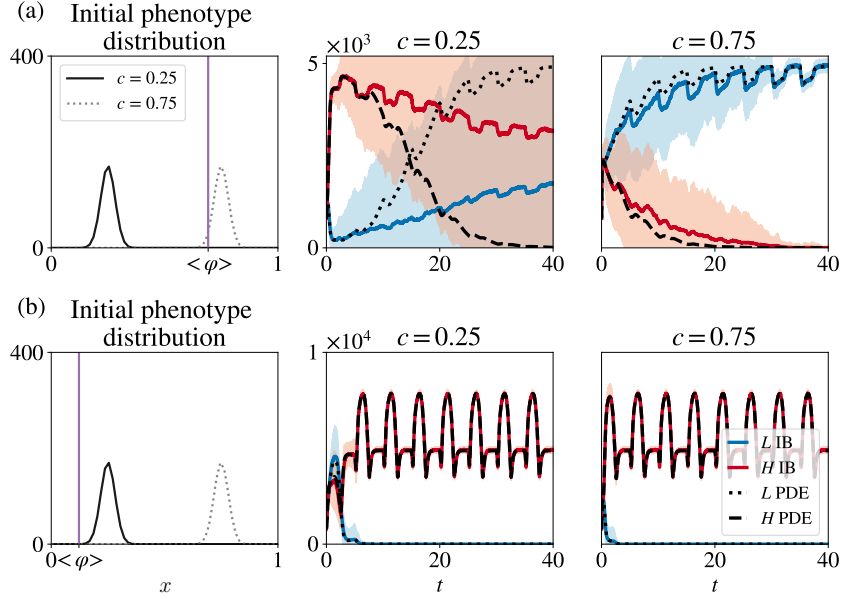 (a)
Initial phenotype
distribution
400
0
0
<φ>
1
c = 0.25
c = 0.75
×10³
c = 0.25
5
0
0
20
40
c = 0.75
0
20
40
(b)
Initial phenotype
distribution
400
0
0
<φ>
1
x
×10⁴
c = 0.25
1
0
0
20
40
t
c = 0.75
L IB
H IB
L PDE
H PDE
0
20
40
t